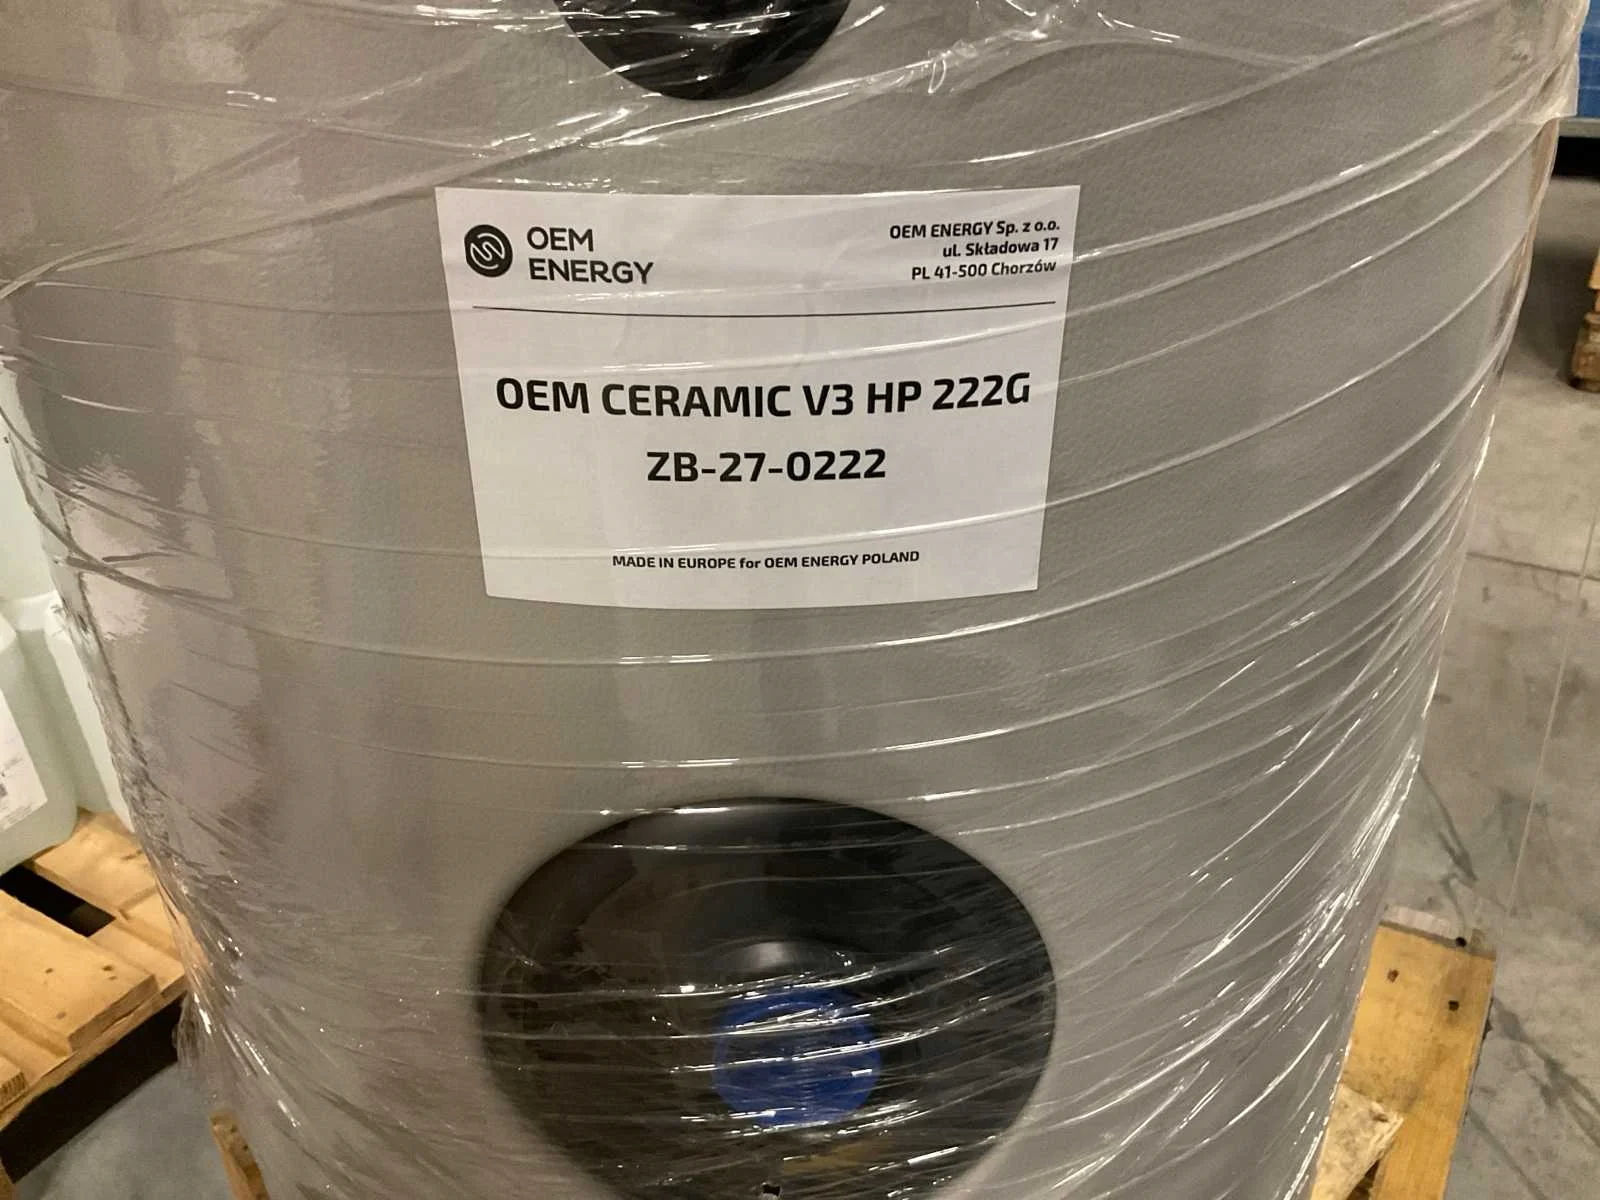 OEM
ENERGY
OEM ENERGY Sp. z o.o.
ul. Składowa 17
PL 41-500 Chorzów
OEM CERAMIC V3 HP 222G
ZB-27-0222
MADE IN EUROPE for OEM ENERGY POLAND